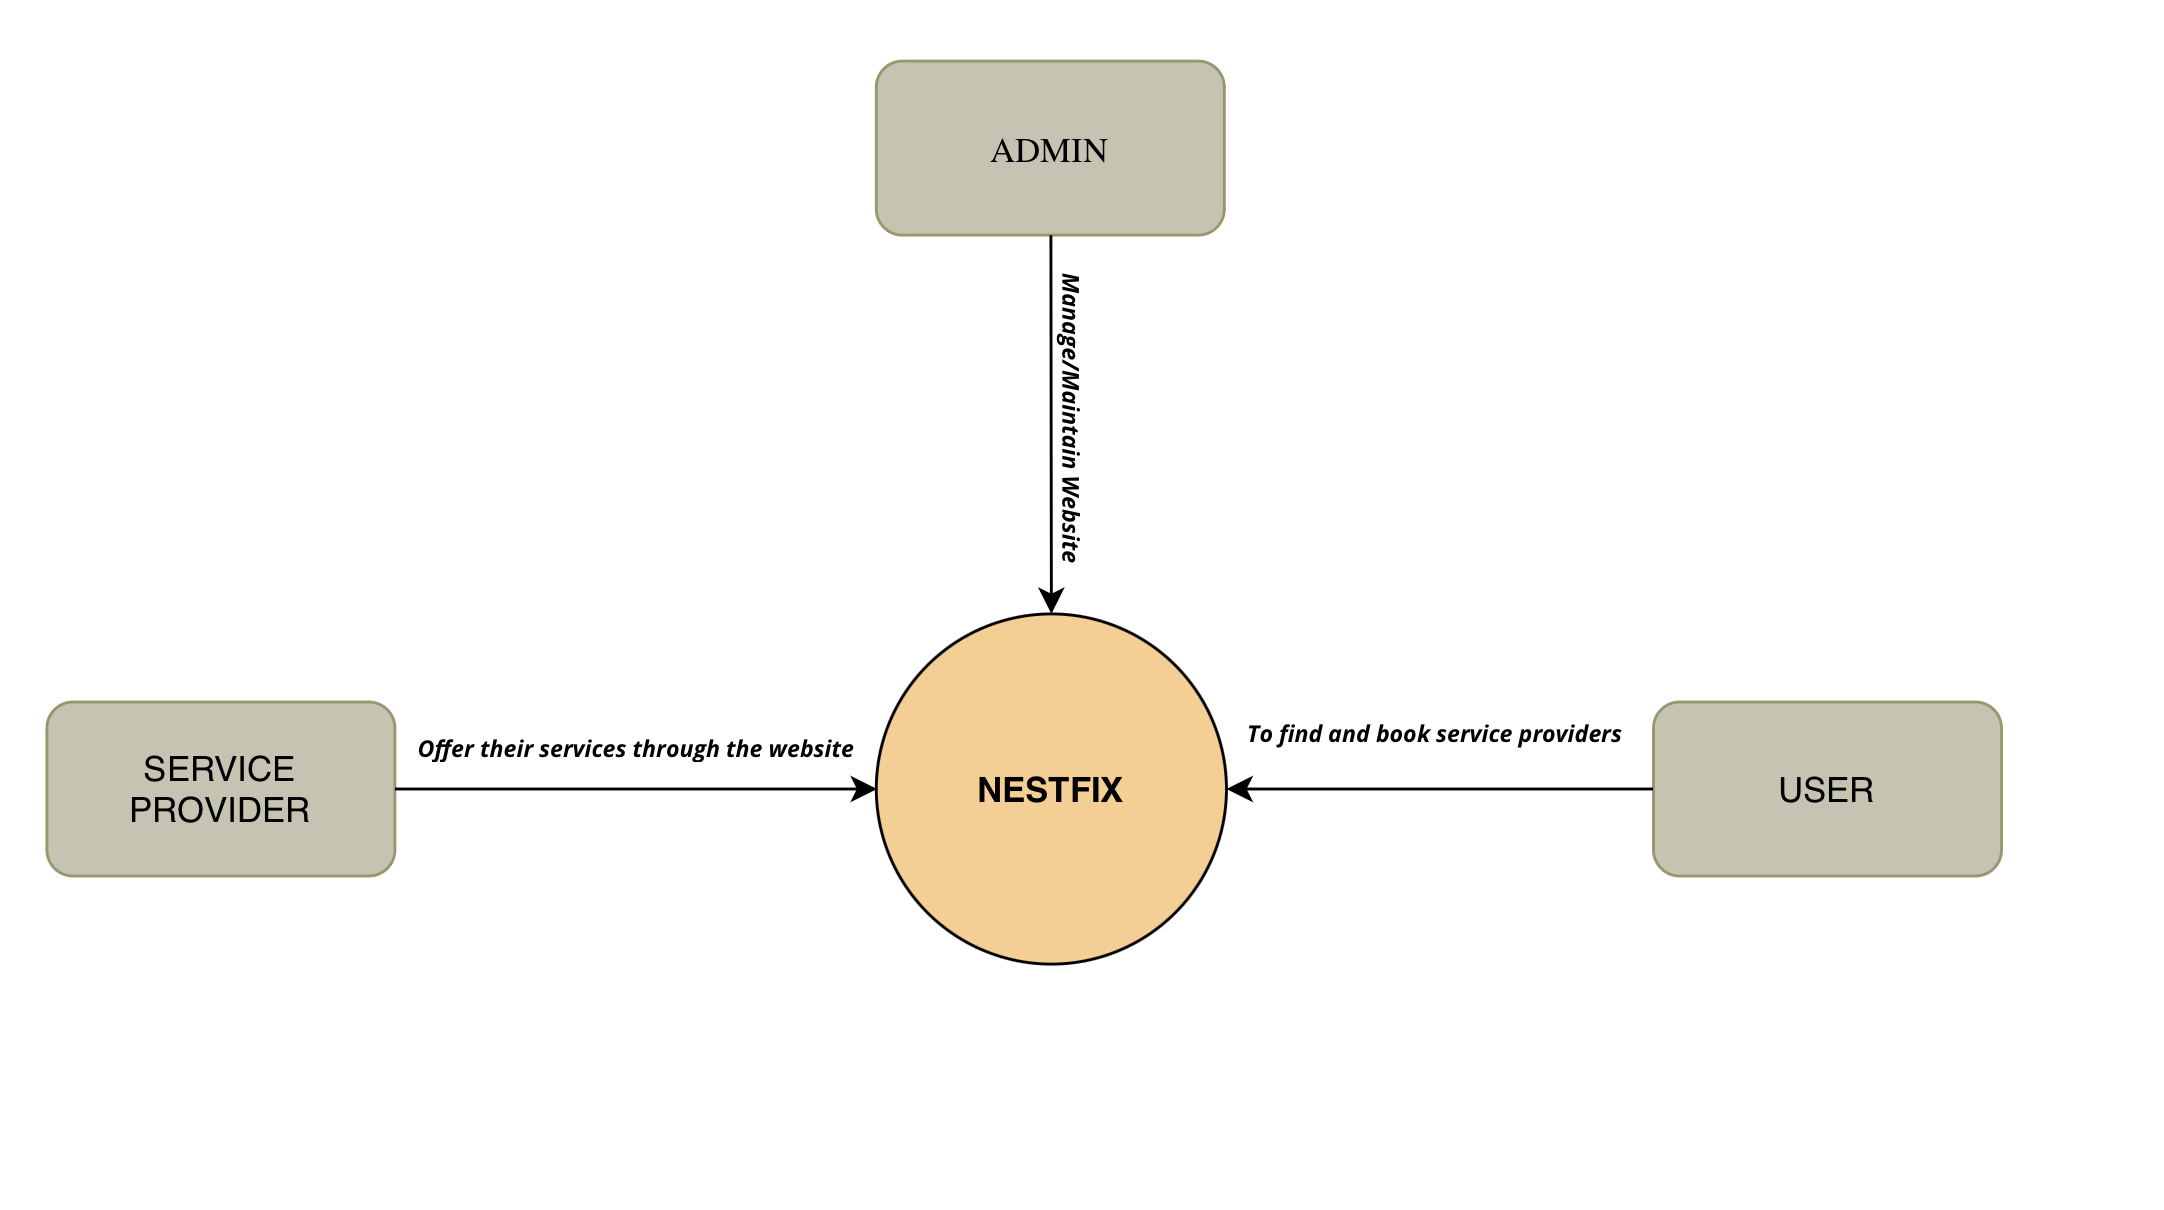 ADMIN
Manage/Maintain Website
Offer their services through the website
To find and book service providers
SERVICE
PROVIDER
NESTFIX
USER